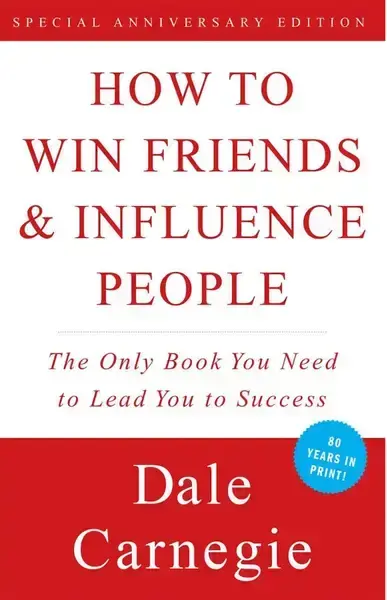 SPECIAL ANNIVERSARY EDITION
HOW TO
WIN FRIENDS
& INFLUENCE
PEOPLE
The Only Book You Need
to Lead You to Success
80
YEARS IN
PRINT!
Dale
Carnegie